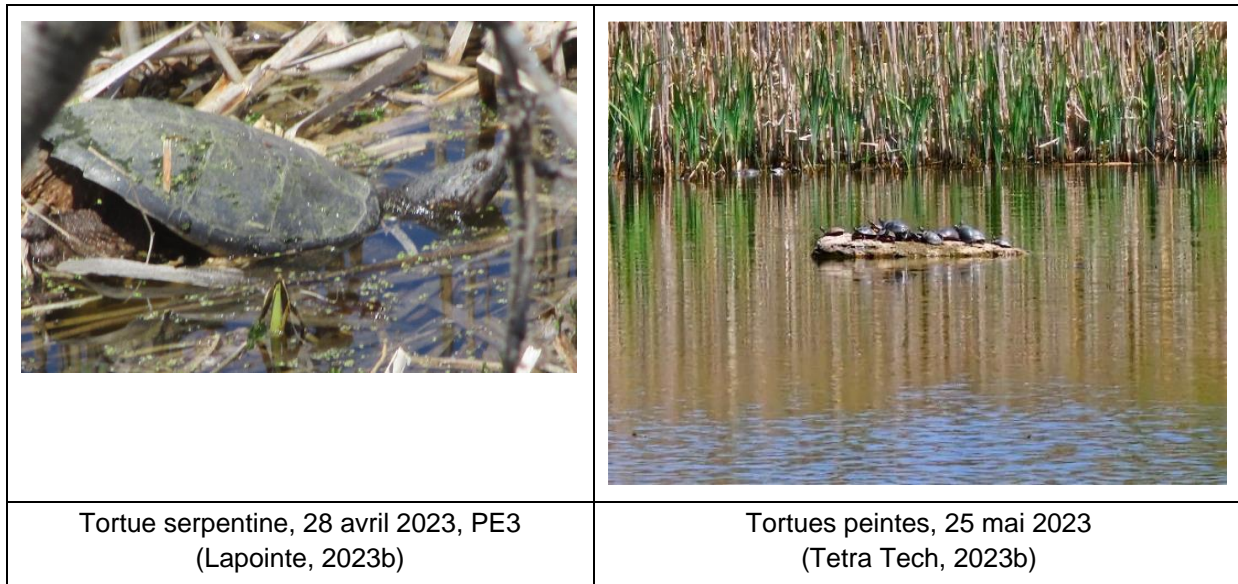 Tortue serpentine, 28 avril 2023, PE3
(Lapointe, 2023b)
Tortues peintes, 25 mai 2023
(Tetra Tech, 2023b)